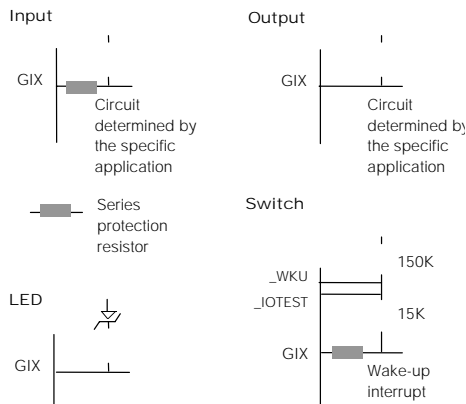 Input
GIX
Circuit
determined by
the specific
application
Output
GIX
Circuit
determined by
the specific
application
Series
protection
resistor
Switch
_WKU
_IOTEST
150K
15K
GIX
Wake-up
interrupt
LED
GIX